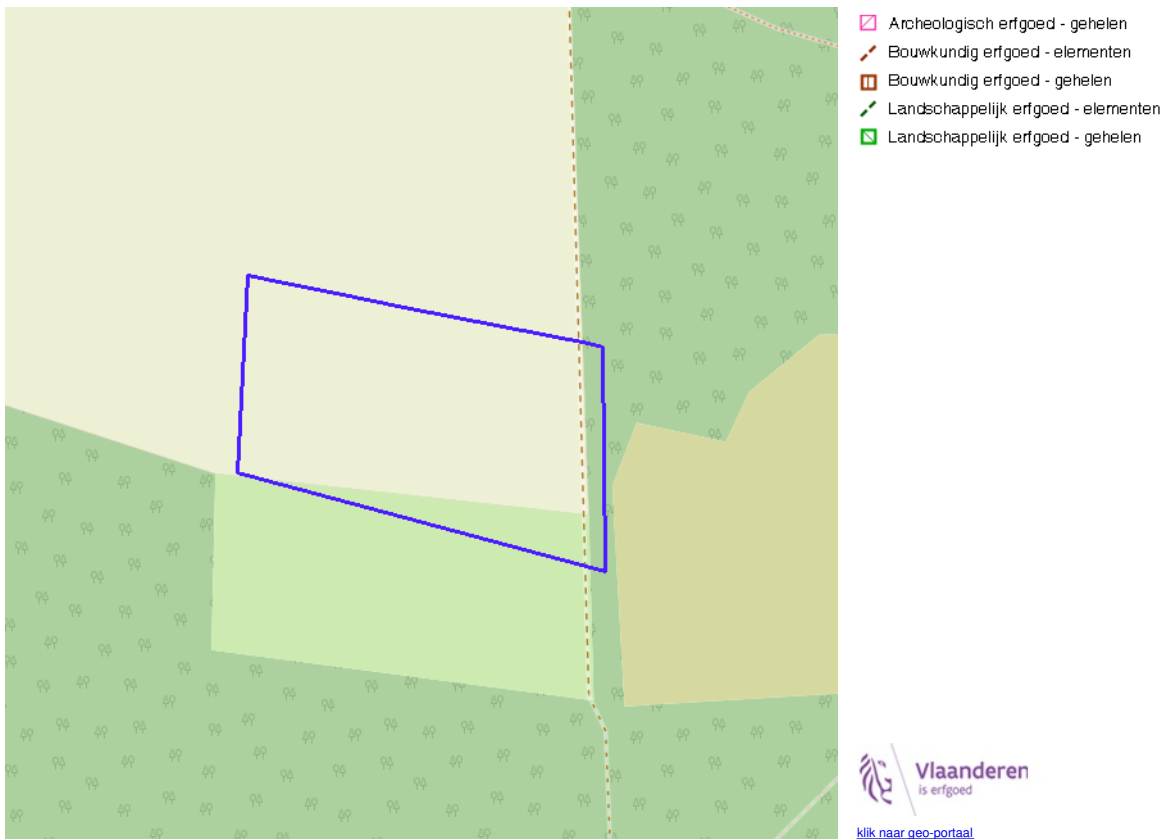 Archeologisch erfgoed - gehelen
Bouwkundig erfgoed - elementen
Bouwkundig erfgoed - gehelen
Landschappelijk erfgoed - elementen
Landschappelijk erfgoed - gehelen
Vlaanderen
is erfgoed
klik naar geo-portaal